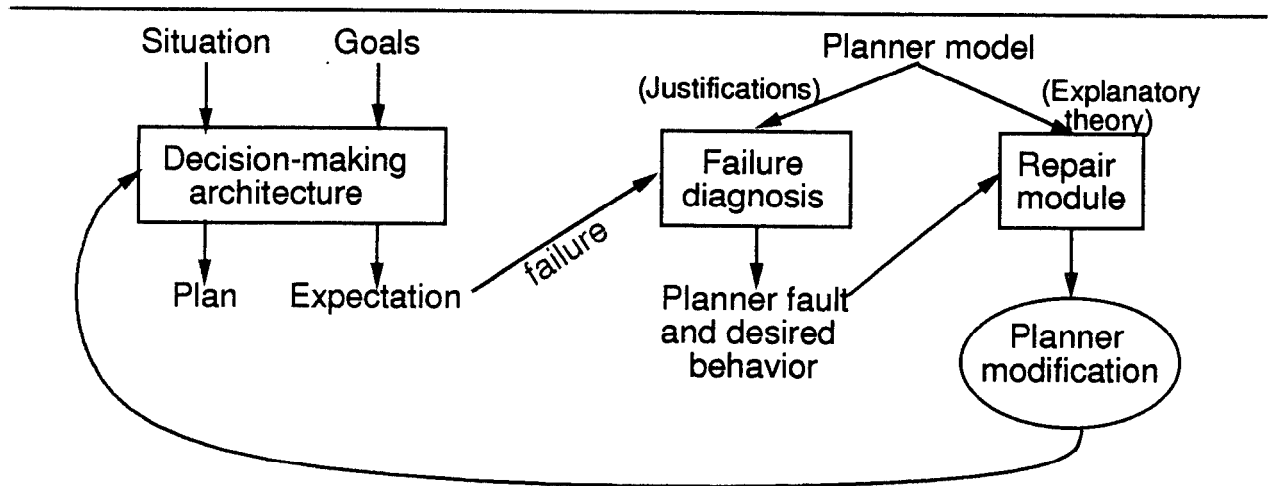 Situation
Goals
Planner model
(Justifications)
(Explanatory
theory)
Decision-making
architecture
Failure
diagnosis
Repair
module
failure
Plan
Expectation
Planner fault
and desired
behavior
Planner
modification